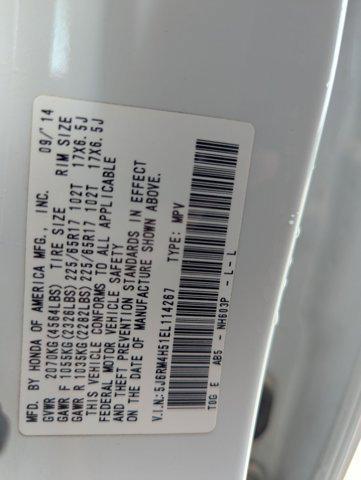 MFD. BY HONDA OF AMERICA MFG., INC. 09/'14
GVWR 2070KG(4564LBS) TIRE SIZE RIM SIZE
GAWR F 1055KG(2326LBS) 225/65R17 102T 17X6.5J
GAWR R 1035KG(2282LBS) 225/65R17 102T 17X6.5J
THIS VEHICLE CONFORMS TO ALL APPLICABLE
FEDERAL MOTOR VEHICLE SAFETY
AND THEFT PREVENTION STANDARDS IN EFFECT
ON THE DATE OF MANUFACTURE SHOWN ABOVE.
V.I.N.:5J6RM4H51EL114267 TYPE: MPV
T0G E AB5 - NH603P - L - L